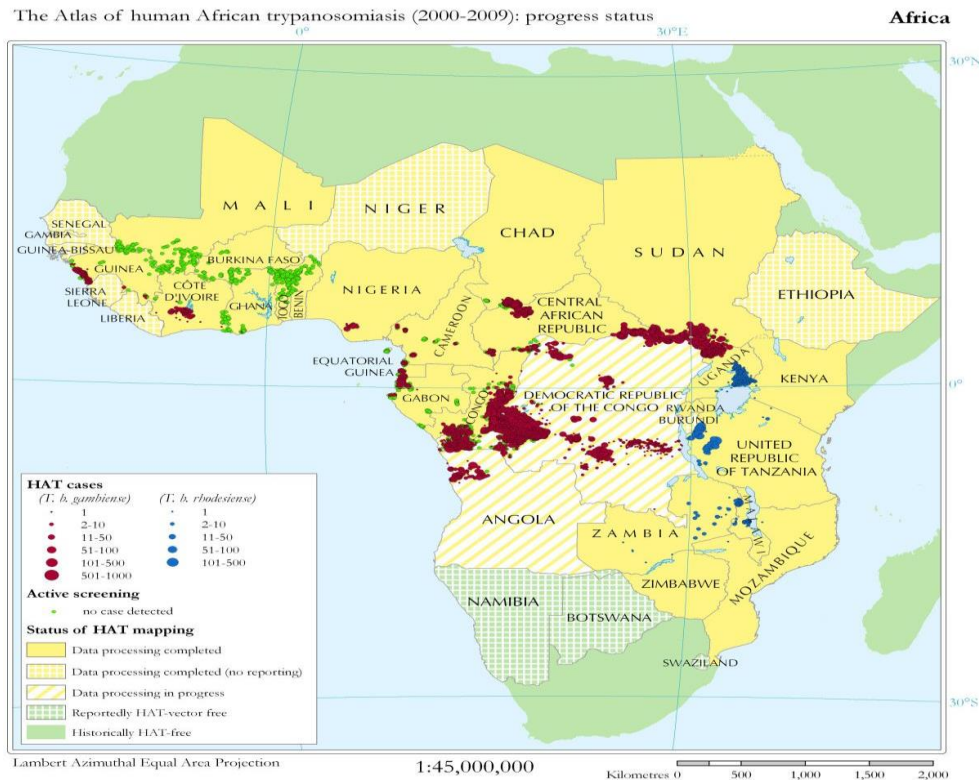 The Atlas of human African trypanosomiasis (2000-2009): progress status
Africa
0°
30°E
30°N
MALI
NIGER
CHAD
SUDAN
SENEGAL
GAMBIA
GUINEA-BISSAU
GUINEA
BURKINA FASO
SIERRA
LEONE
CÔTE
D'IVOIRE
GHANA
TOGO
BENIN
NIGERIA
LIBERIA
CAMEROON
CENTRAL
AFRICAN
REPUBLIC
ETHIOPIA
EQUATORIAL
GUINEA
GABON
CONGO
DEMOCRATIC REPUBLIC
OF THE CONGO
UGANDA
KENYA
0°
RWANDA
BURUNDI
UNITED
REPUBLIC
OF TANZANIA
ANGOLA
ZAMBIA
MALAWI
MOZAMBIQUE
ZIMBABWE
NAMIBIA
BOTSWANA
SWAZILAND
30°S
HAT cases
(T. b. gambiense) (T. b. rhodesiense)
1 1
2-10 2-10
11-50 11-50
51-100 51-100
101-500 101-500
501-1000
Active screening
no case detected
Status of HAT mapping
Data processing completed
Data processing completed (no reporting)
Data processing in progress
Reportedly HAT-vector free
Historically HAT-free
Lambert Azimuthal Equal Area Projection
1:45,000,000
Kilometres 0 500 1,000 1,500 2,000